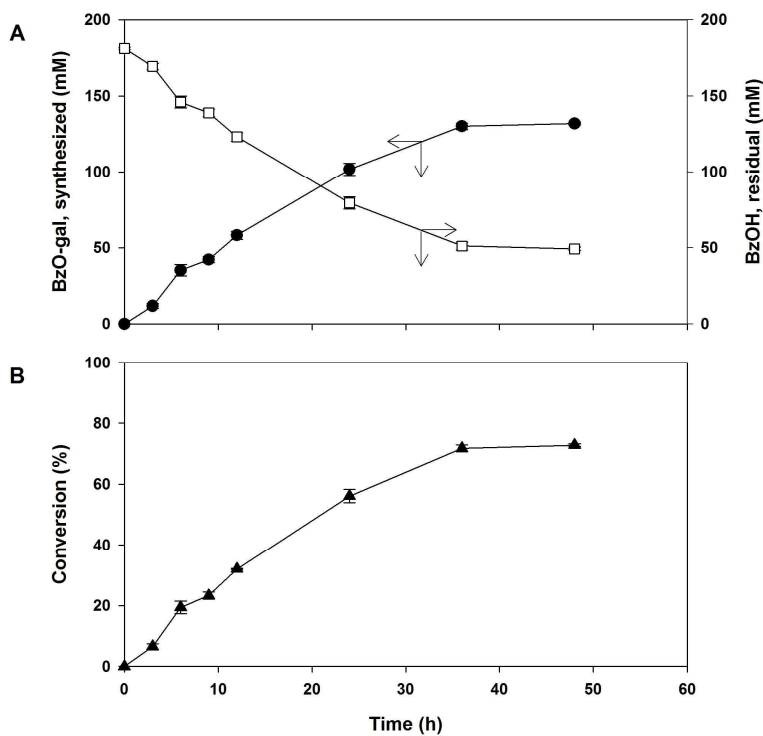 A
200
150
100
50
0
BzO-gal, synthesized (mM)
200
150
100
50
0
BzOH, residual (mM)
B
100
80
60
40
20
0
Conversion (%)
0 10 20 30 40 50 60
Time (h)